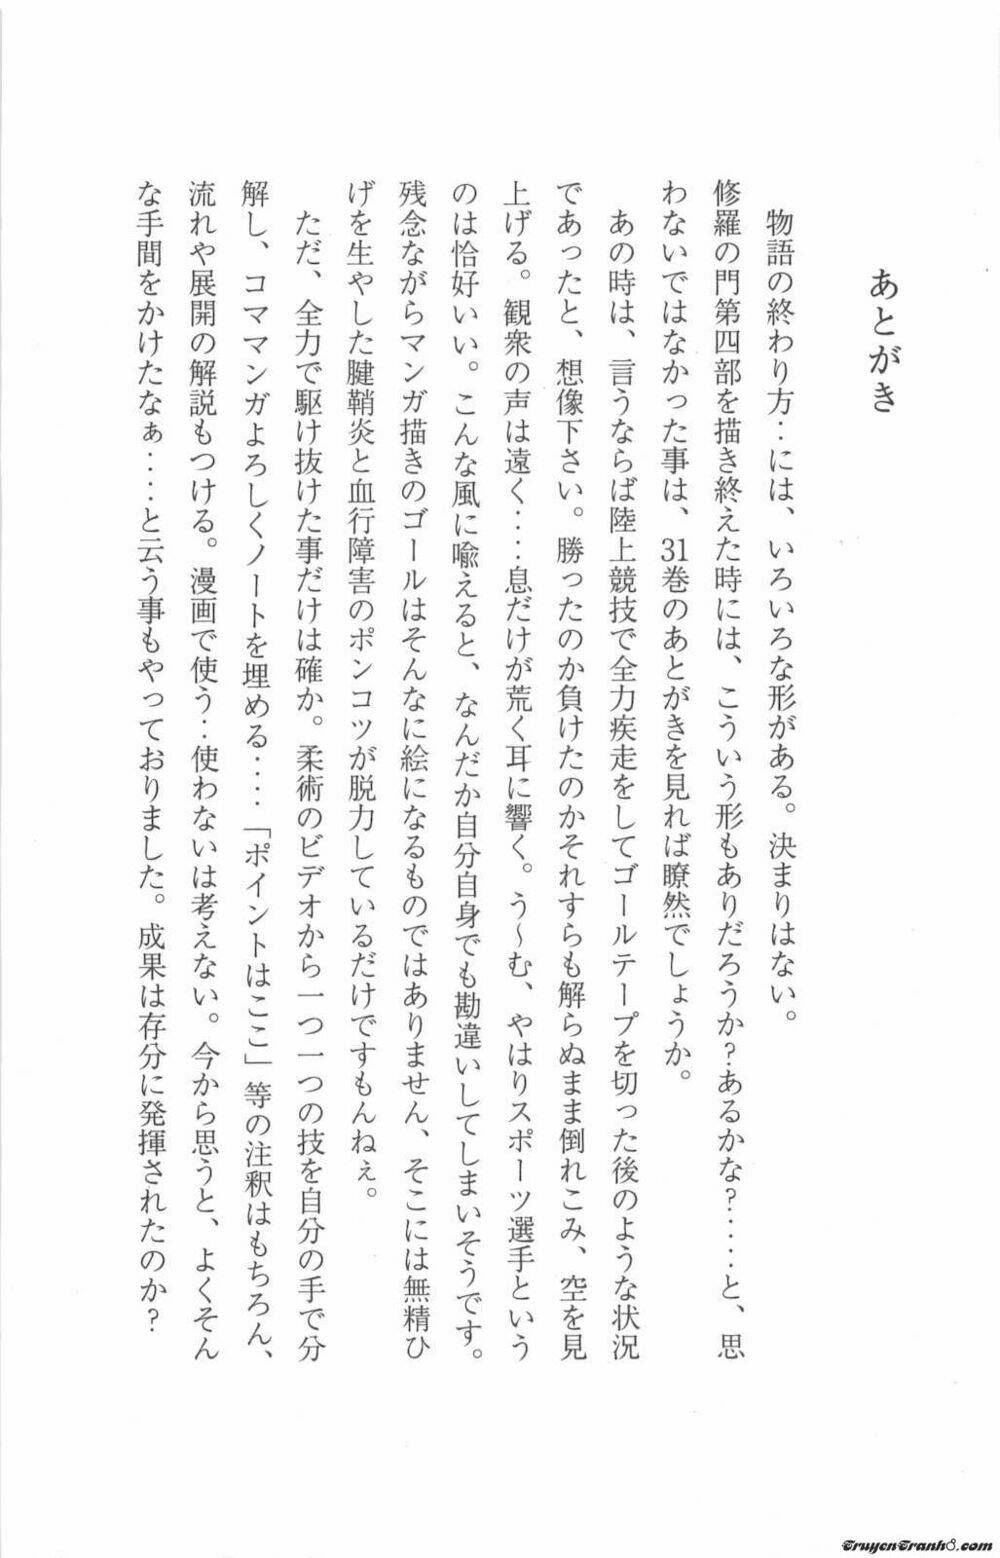 あとがき
物語の終わり方‥には、いろいろな形がある。決まりはない。
修羅の門第四部を描き終えた時には、こういう形もありだろうか?あるかな?‥‥‥と、思
わないではなかった事は、31巻のあとがきを見れば瞭然でしょうか。
あの時は、言うならば陸上競技で全力疾走をしてゴールテープを切った後のような状況
であったと、想像下さい。勝ったのか負けたのかそれすらも解らぬまま倒れこみ、空を見
上げる。観衆の声は遠く‥‥息だけが荒く耳に響く。う〜む、やはりスポーツ選手という
のは恰好いい。こんな風に喩えると、なんだか自分自身でも勘違いしてしまいそうです。
残念ながらマンガ描きのゴールはそんなに絵になるものではありません、そこには無精ひ
げを生やした腱鞘炎と血行障害のポンコツが脱力しているだけですもんねぇ。
ただ、全力で駆け抜けた事だけは確か。柔術のビデオから一つ一つの技を自分の手で分
解し、コママンガよろしくノートを埋める‥‥「ポイントはここ」等の注釈はもちろん、
流れや展開の解説もつける。漫画で使う‥使わないは考えない。今から思うと、よくそん
な手間をかけたなぁ‥‥と云う事もやっておりました。成果は存分に発揮されたのか?
TruyenTranh8.com